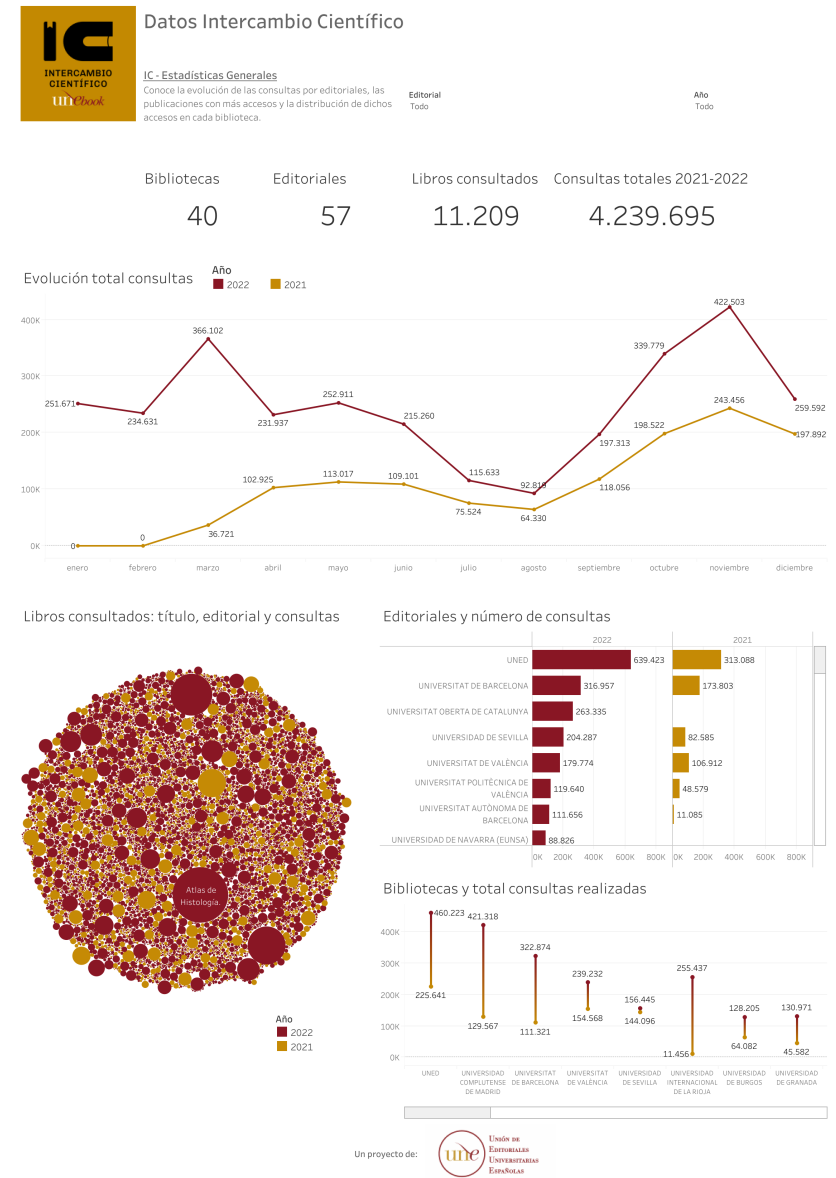 IC
INTERCAMBIO
CIENTÍFICO
unebook
Datos Intercambio Científico
IC - Estadísticas Generales
Conoce la evolución de las consultas por editoriales, las
publicaciones con más accesos y la distribución de dichos
accesos en cada biblioteca.
Editorial
Todo
Año
Todo
Bibliotecas
40
Editoriales
57
Libros consultados
11.209
Consultas totales 2021-2022
4.239.695
Evolución total consultas
Año
2022
2021
400K
300K
200K
100K
0K
251.671
234.631
366.102
231.937
252.911
215.260
115.633
92.819
197.313
339.779
422.503
259.592
0
0
36.721
102.925
113.017
109.101
75.524
64.330
118.056
198.522
243.456
197.892
enero
febrero
marzo
abril
mayo
junio
julio
agosto
septiembre
octubre
noviembre
diciembre
Libros consultados: título, editorial y consultas
Atlas de
Histología.
Año
2022
2021
Editoriales y número de consultas
2022
2021
UNED
639.423
313.088
UNIVERSITAT DE BARCELONA
316.957
173.803
UNIVERSITAT OBERTA DE CATALUNYA
263.335
UNIVERSIDAD DE SEVILLA
204.287
82.585
UNIVERSITAT DE VALÈNCIA
179.774
106.912
UNIVERSITAT POLITÈCNICA DE
VALÈNCIA
119.640
48.579
UNIVERSITAT AUTÒNOMA DE
BARCELONA
111.656
11.085
UNIVERSIDAD DE NAVARRA (EUNSA)
88.826
0K 200K 400K 600K 800K
0K 200K 400K 600K 800K
Bibliotecas y total consultas realizadas
400K
300K
200K
100K
0K
460.223
225.641
421.318
129.567
322.874
111.321
239.232
154.568
156.445
144.096
255.437
11.456
128.205
64.082
130.971
45.582
UNED
UNIVERSIDAD
COMPLUTENSE
DE MADRID
UNIVERSITAT
DE BARCELONA
UNIVERSITAT
DE VALÈNCIA
UNIVERSIDAD
DE SEVILLA
UNIVERSIDAD
INTERNACIONAL
DE LA RIOJA
UNIVERSIDAD
DE BURGOS
UNIVERSIDAD
DE GRANADA
Un proyecto de:
une
UNIÓN DE
EDITORIALES
UNIVERSITARIAS
ESPAÑOLAS